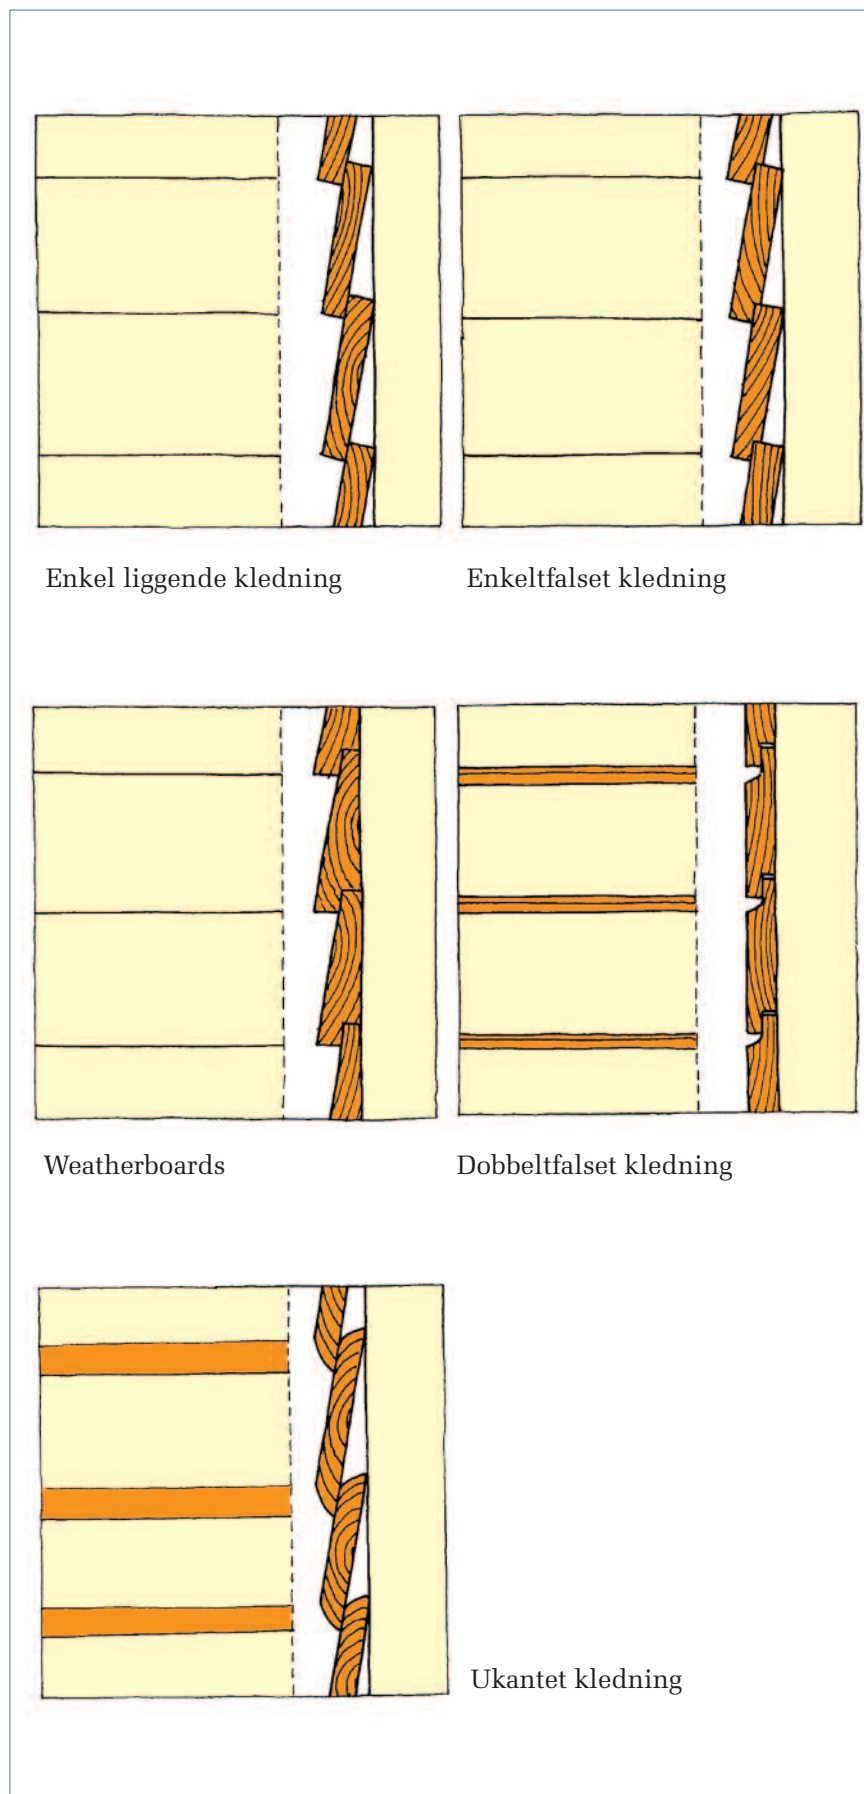 Enkel liggende kledning
Enkeltfalset kledning
Weatherboards
Dobbeltfalset kledning
Ukantet kledning